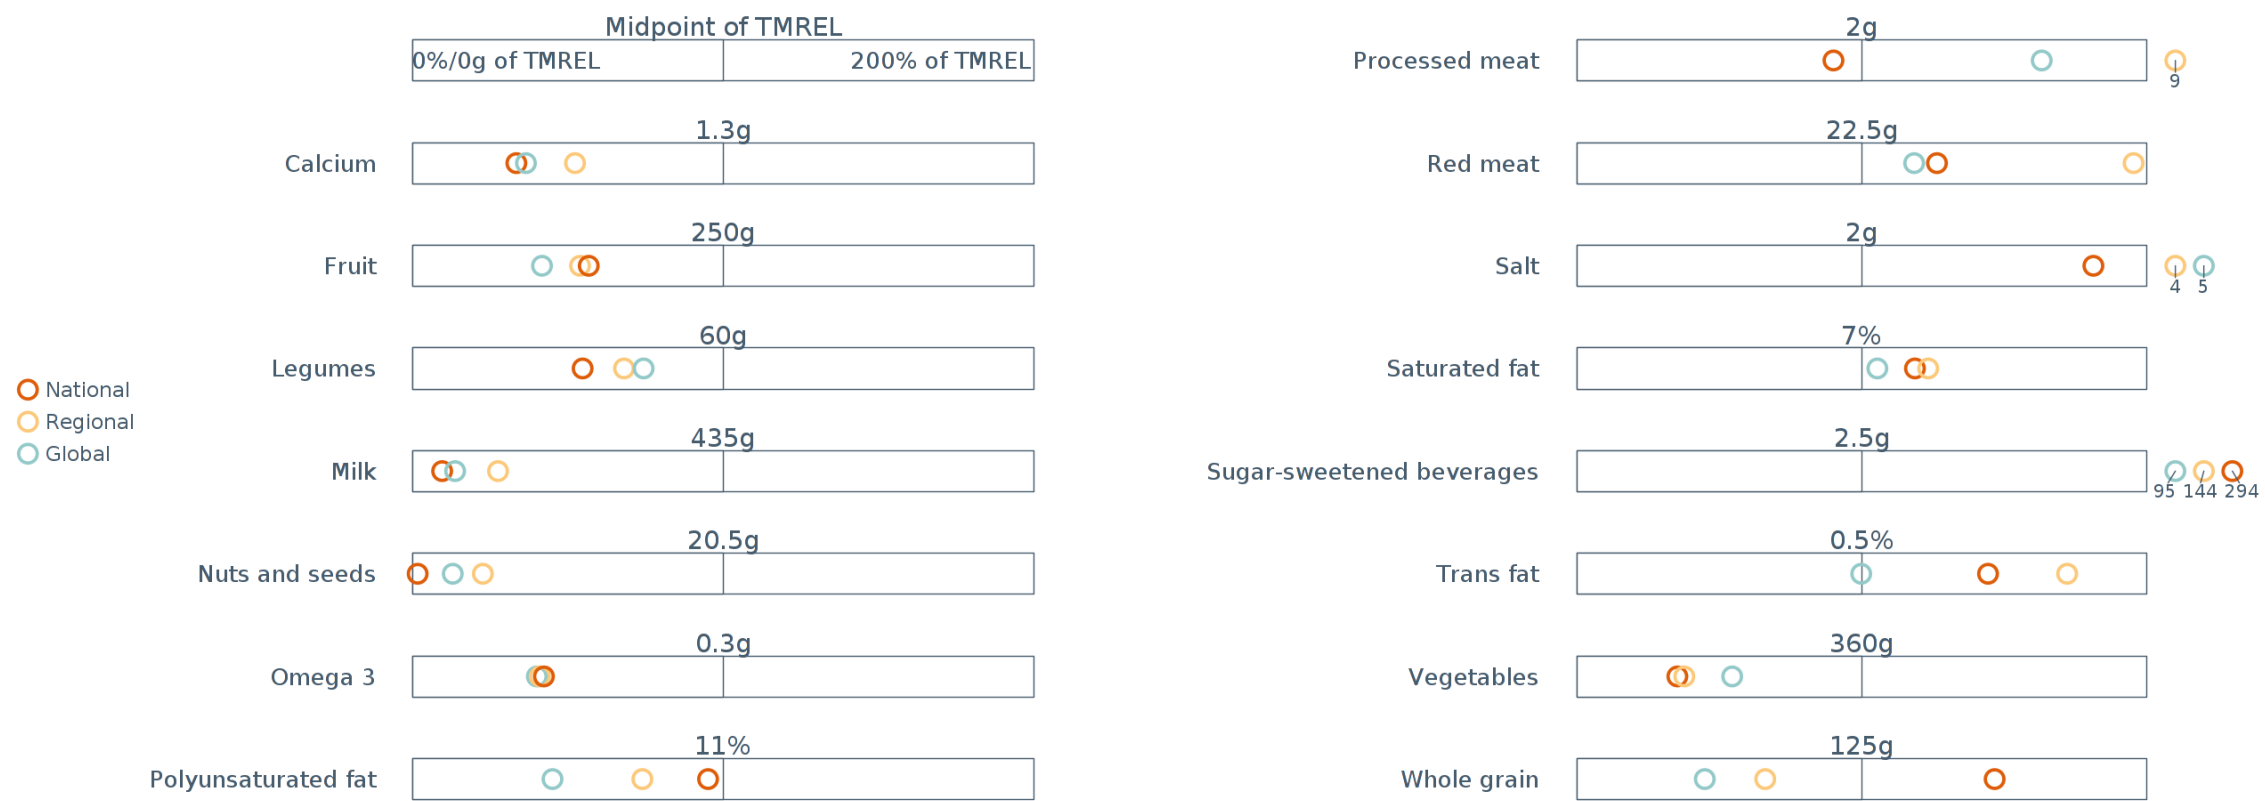 Midpoint of TMREL
0%/0g of TMREL
200% of TMREL
Calcium
1.3g
Fruit
250g
Legumes
60g
Milk
435g
Nuts and seeds
20.5g
Omega 3
0.3g
Polyunsaturated fat
11%
National
Regional
Global
Processed meat
2g
9
Red meat
22.5g
Salt
2g
4
5
Saturated fat
7%
Sugar-sweetened beverages
2.5g
95
144
294
Trans fat
0.5%
Vegetables
360g
Whole grain
125g